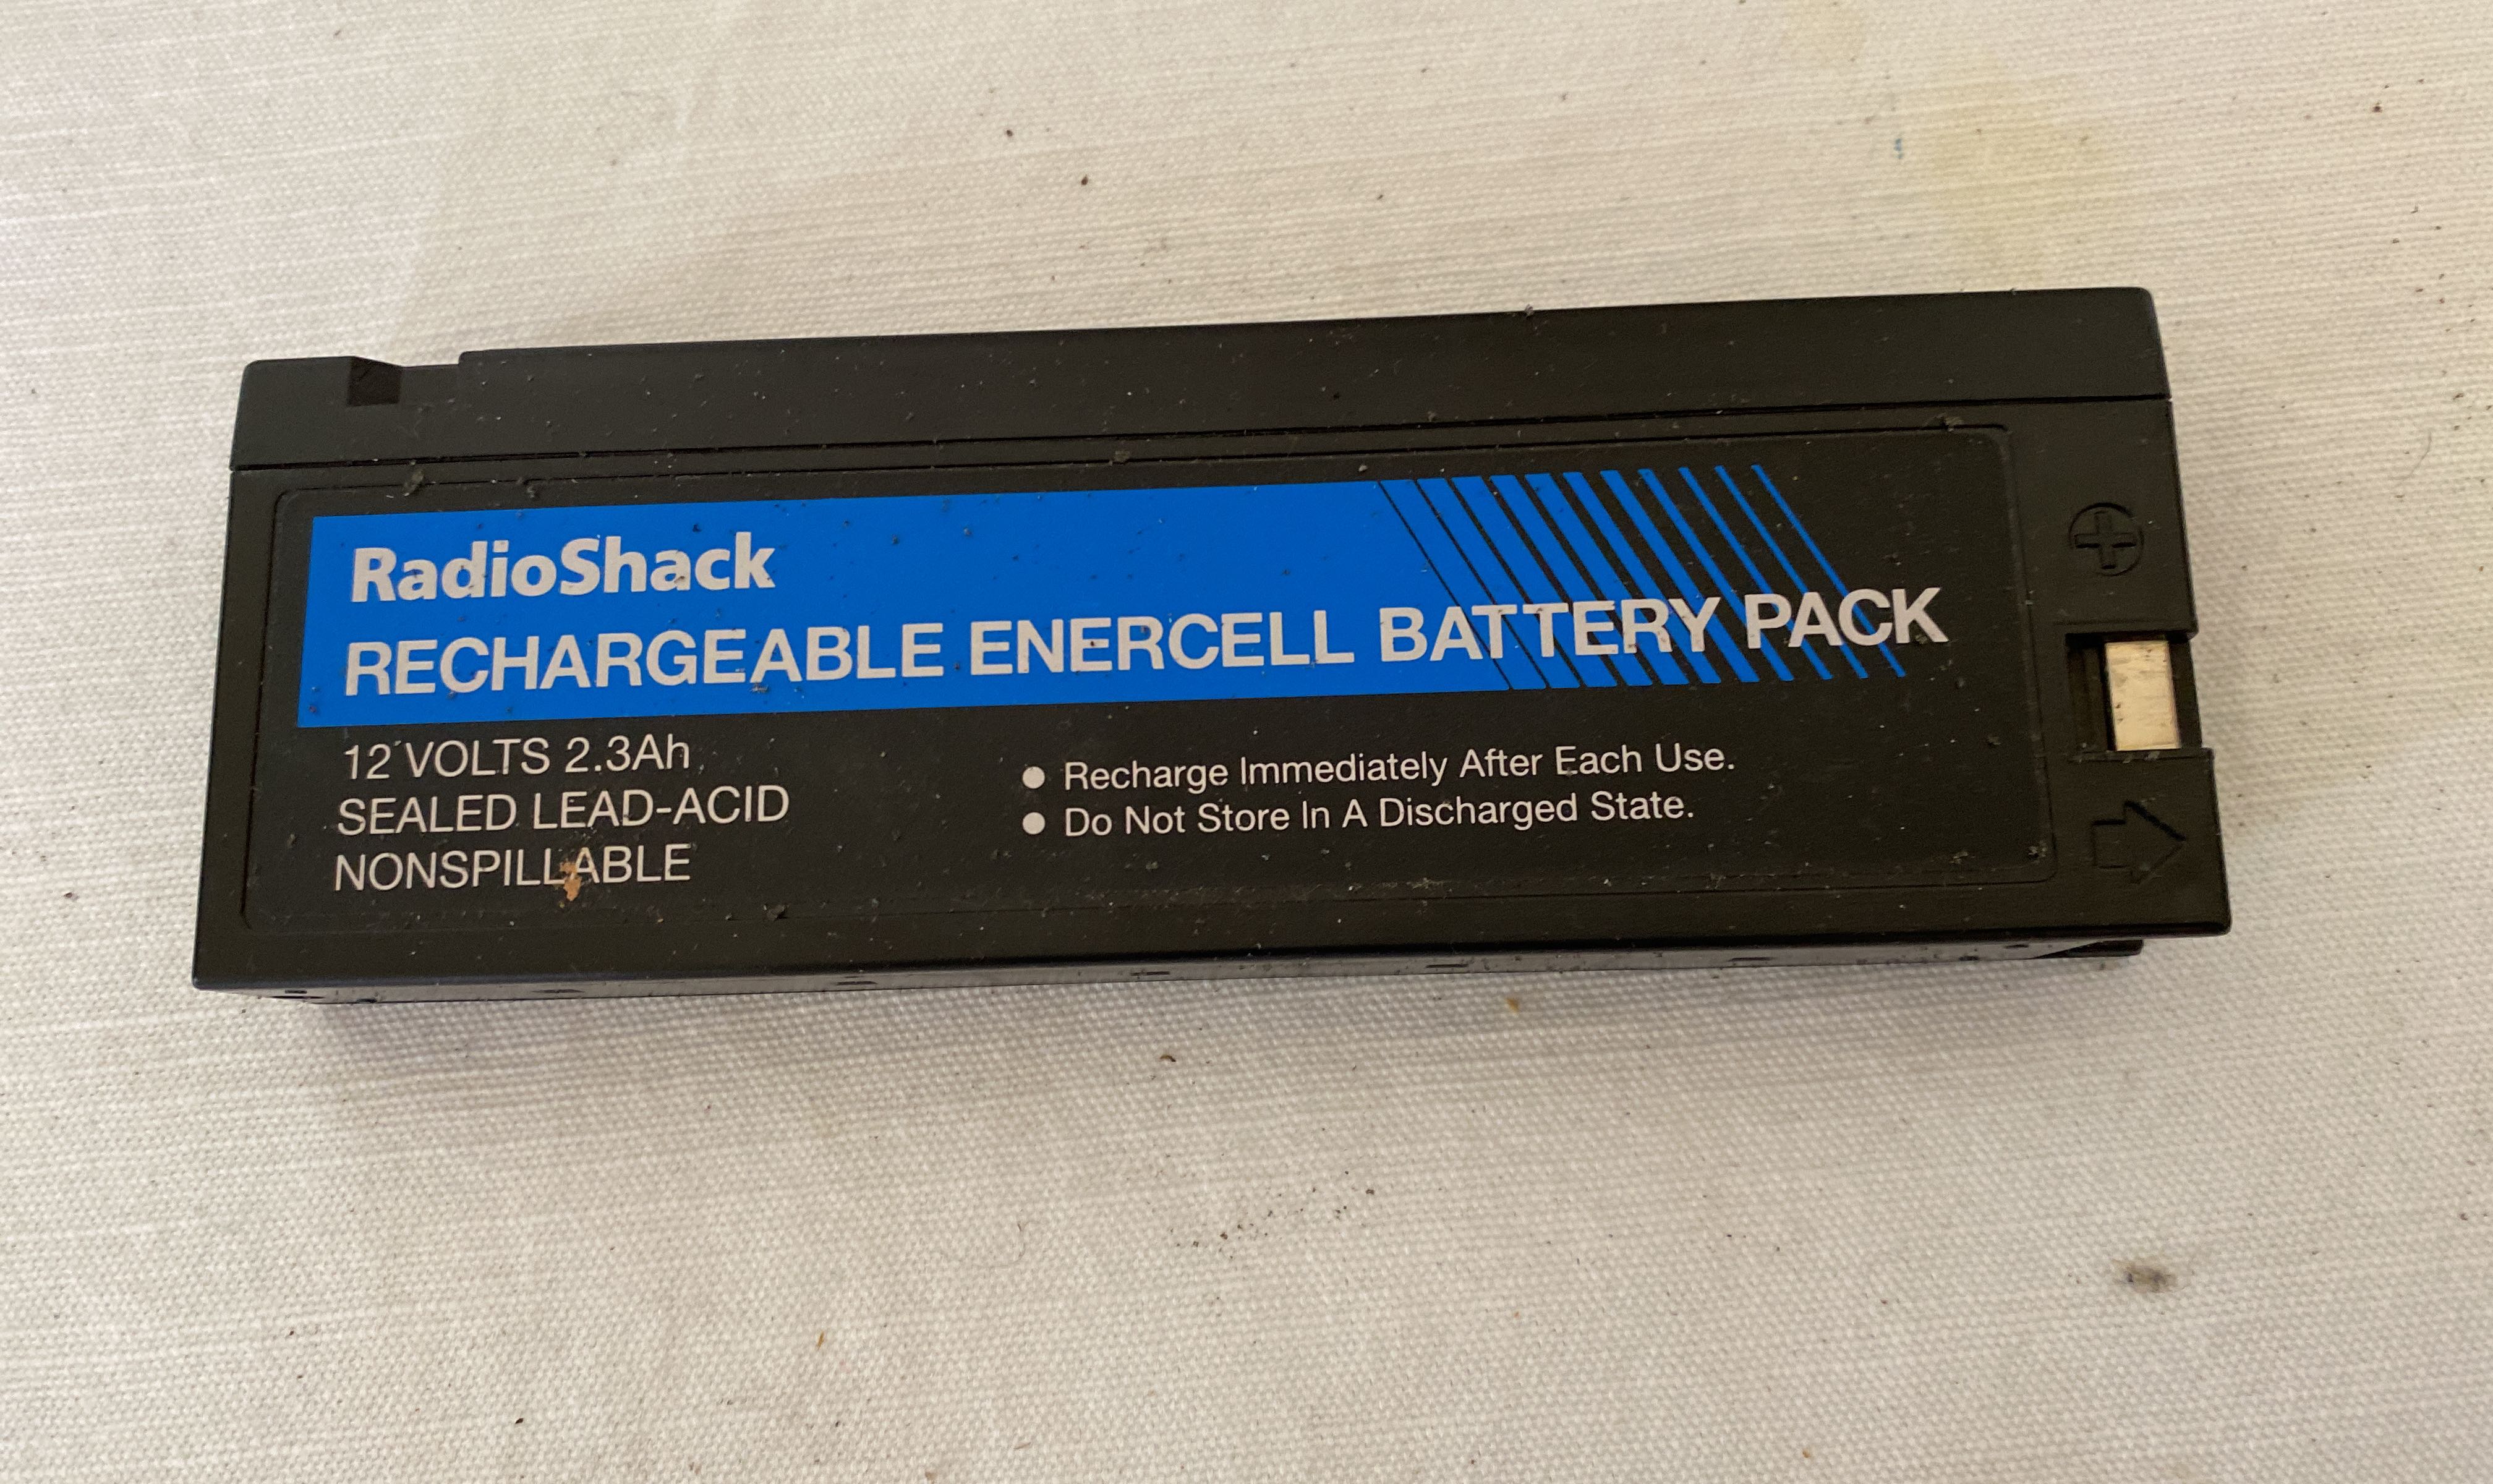 RadioShack
RECHARGEABLE ENERCELL BATTERY PACK
12 VOLTS 2.3Ah
SEALED LEAD-ACID
NONSPILLABLE
● Recharge Immediately After Each Use.
● Do Not Store In A Discharged State.
+